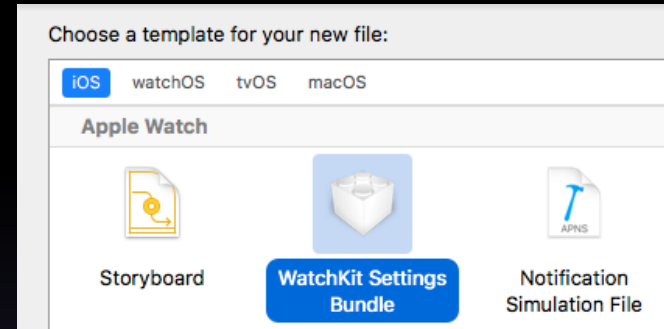 Choose a template for your new file:
iOS watchOS tvOS macOS
Apple Watch
APNS
Storyboard
WatchKit Settings
Bundle
Notification
Simulation File